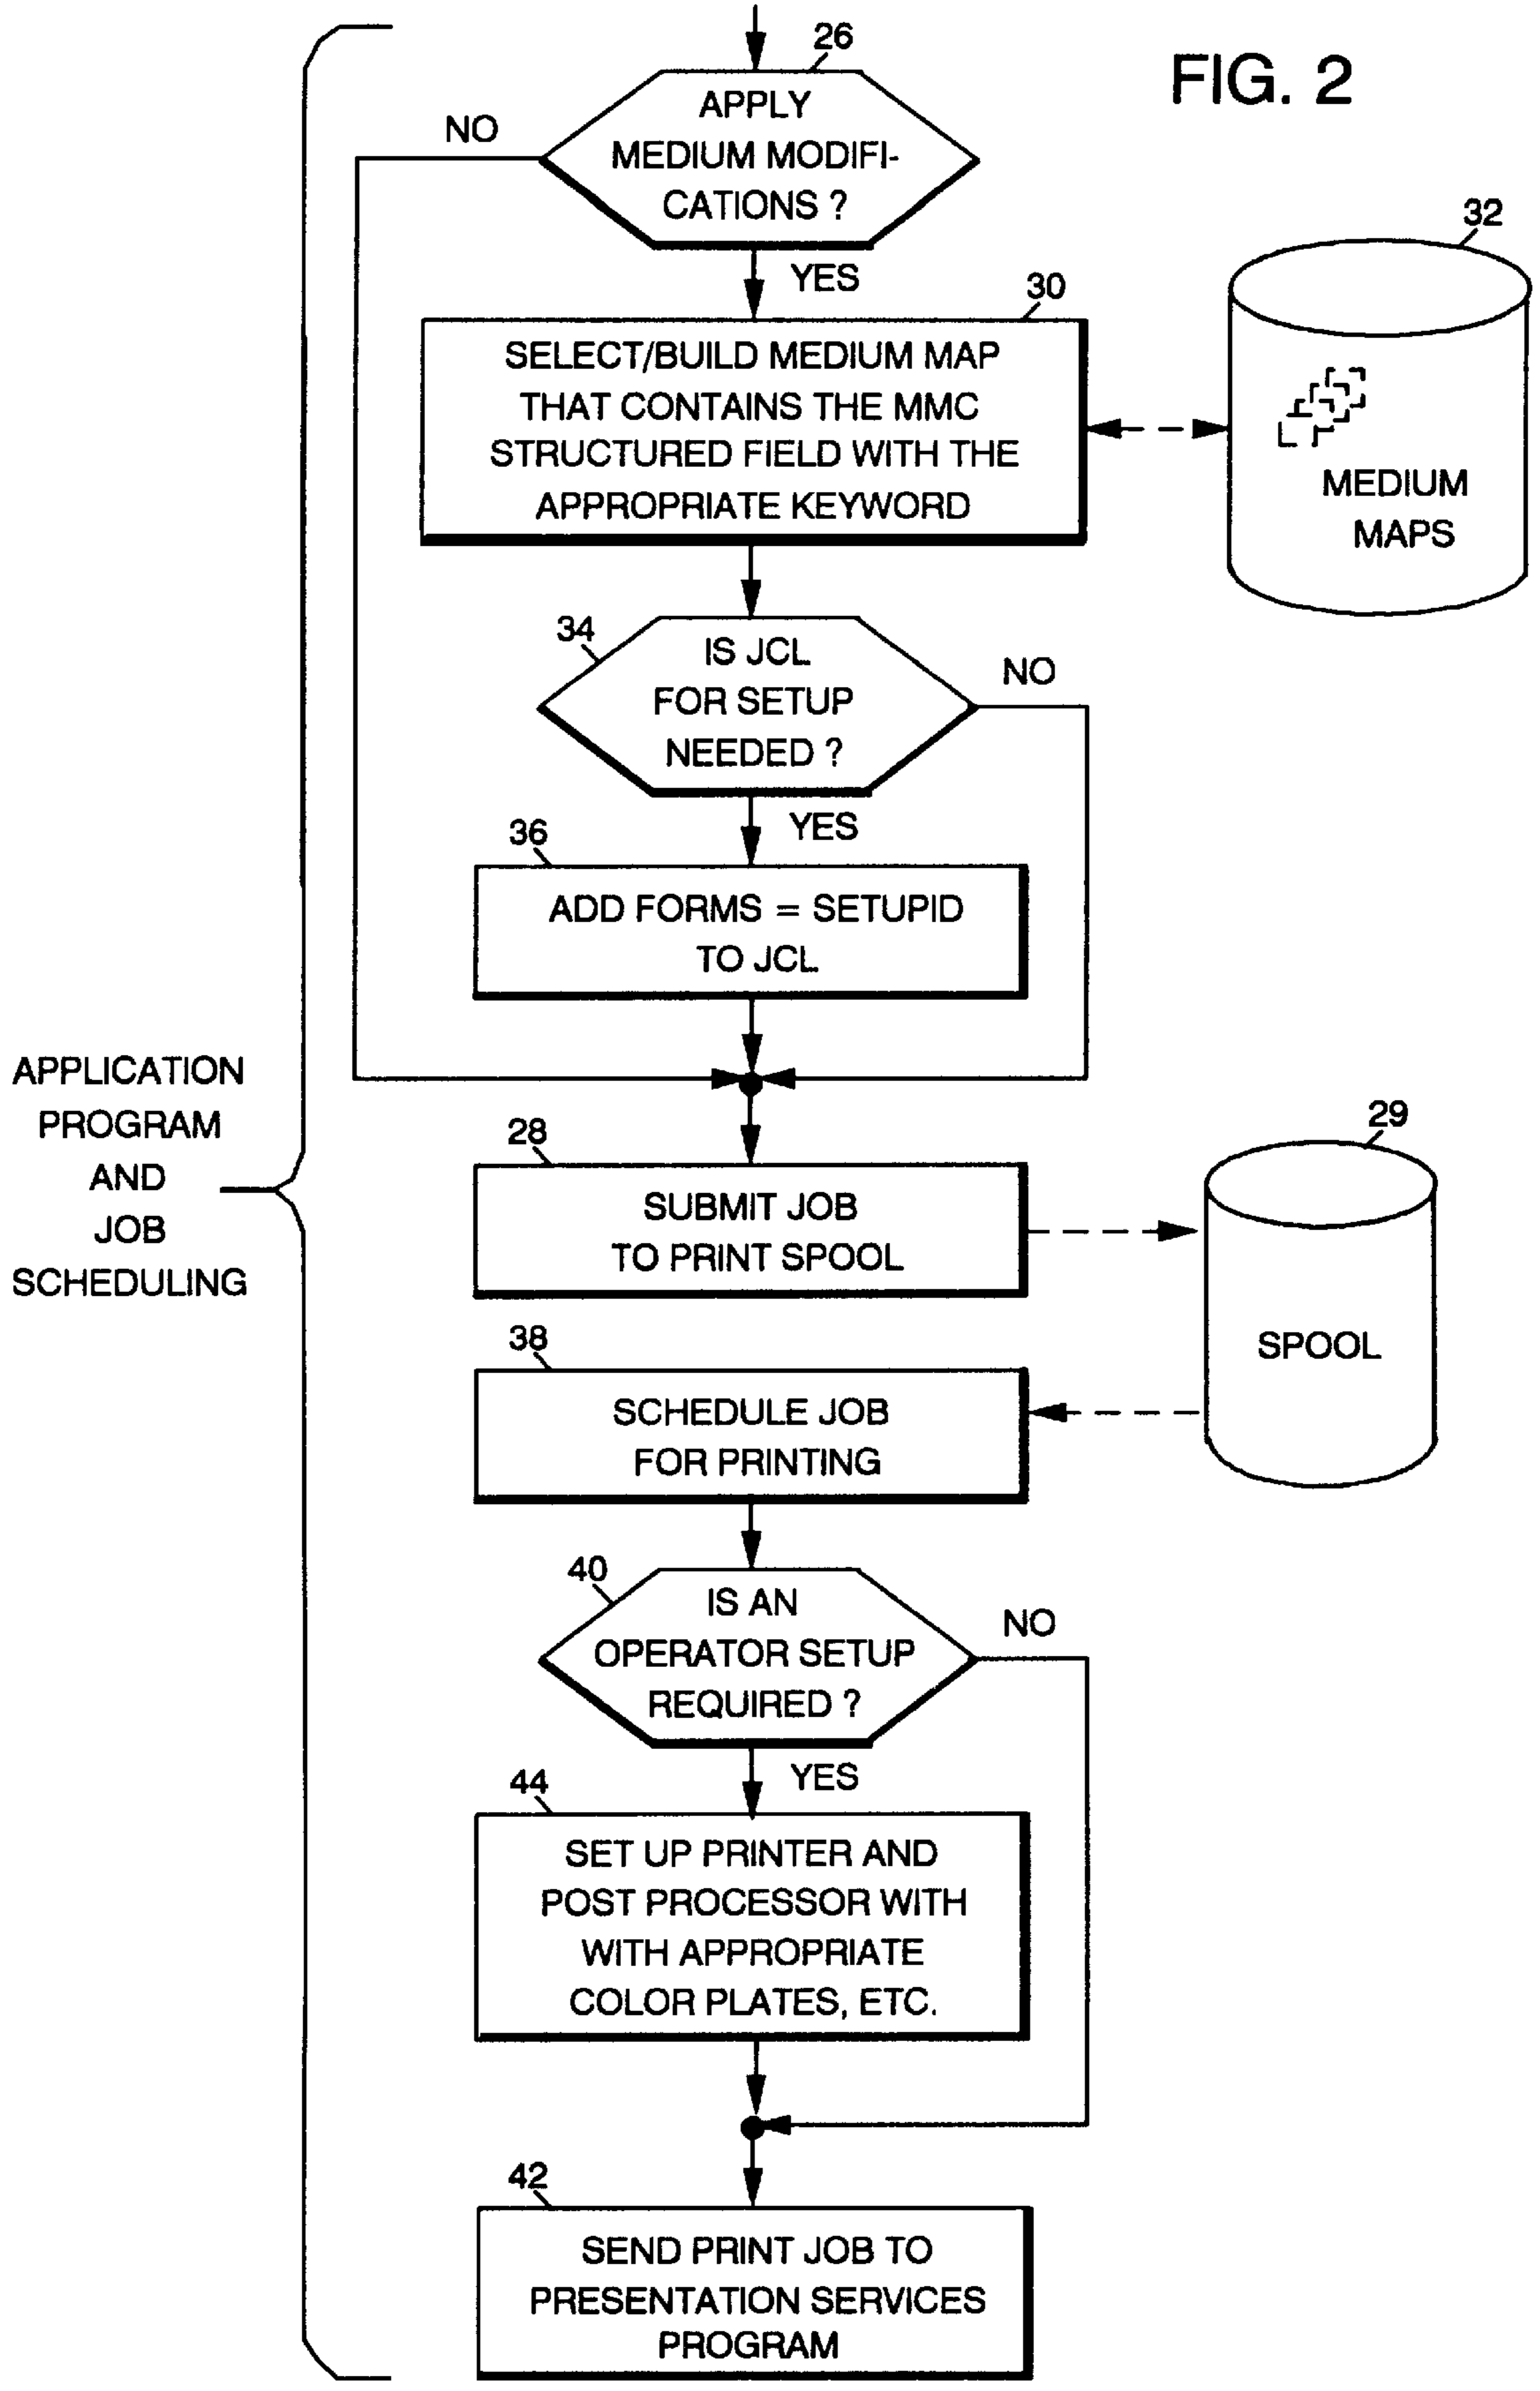 FIG. 2
26
APPLY
MEDIUM MODIFI-
CATIONS ?
NO
YES
30
SELECT/BUILD MEDIUM MAP
THAT CONTAINS THE MMC
STRUCTURED FIELD WITH THE
APPROPRIATE KEYWORD
32
MEDIUM
MAPS
34
IS JCL
FOR SETUP
NEEDED ?
NO
YES
36
ADD FORMS = SETUPID
TO JCL
APPLICATION
PROGRAM
AND
JOB
SCHEDULING
28
SUBMIT JOB
TO PRINT SPOOL
29
SPOOL
38
SCHEDULE JOB
FOR PRINTING
40
IS AN
OPERATOR SETUP
REQUIRED ?
NO
YES
44
SET UP PRINTER AND
POST PROCESSOR WITH
WITH APPROPRIATE
COLOR PLATES, ETC.
42
SEND PRINT JOB TO
PRESENTATION SERVICES
PROGRAM